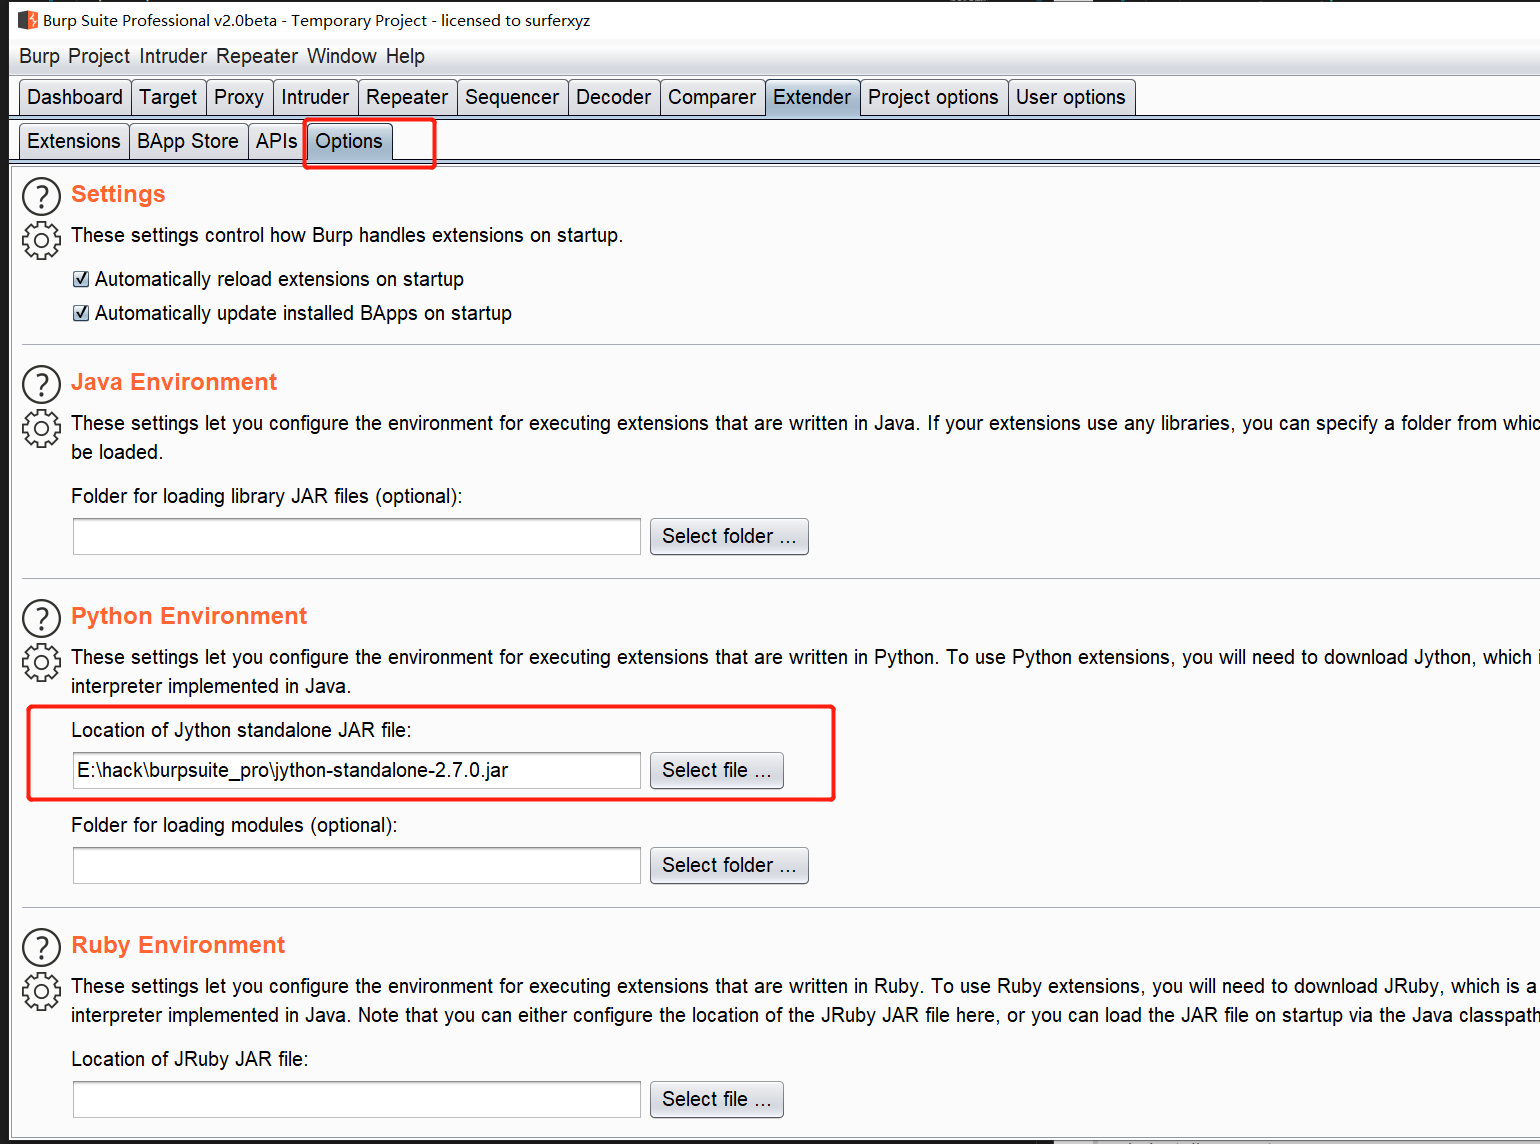 Burp Suite Professional v2.0beta - Temporary Project - licensed to surferxyz
Burp Project Intruder Repeater Window Help
Dashboard Target Proxy Intruder Repeater Sequencer Decoder Comparer Extender Project options User options
Extensions BApp Store APIs Options
Settings
These settings control how Burp handles extensions on startup.
Automatically reload extensions on startup
Automatically update installed BApps on startup
Java Environment
These settings let you configure the environment for executing extensions that are written in Java. If your extensions use any libraries, you can specify a folder from whic
be loaded.
Folder for loading library JAR files (optional):
Select folder ...
Python Environment
These settings let you configure the environment for executing extensions that are written in Python. To use Python extensions, you will need to download Jython, which i
interpreter implemented in Java.
Location of Jython standalone JAR file:
E:\hack\burpsuite_pro\jython-standalone-2.7.0.jar Select file ...
Folder for loading modules (optional):
Select folder ...
Ruby Environment
These settings let you configure the environment for executing extensions that are written in Ruby. To use Ruby extensions, you will need to download JRuby, which is a
interpreter implemented in Java. Note that you can either configure the location of the JRuby JAR file here, or you can load the JAR file on startup via the Java classpath
Location of JRuby JAR file:
Select file ...